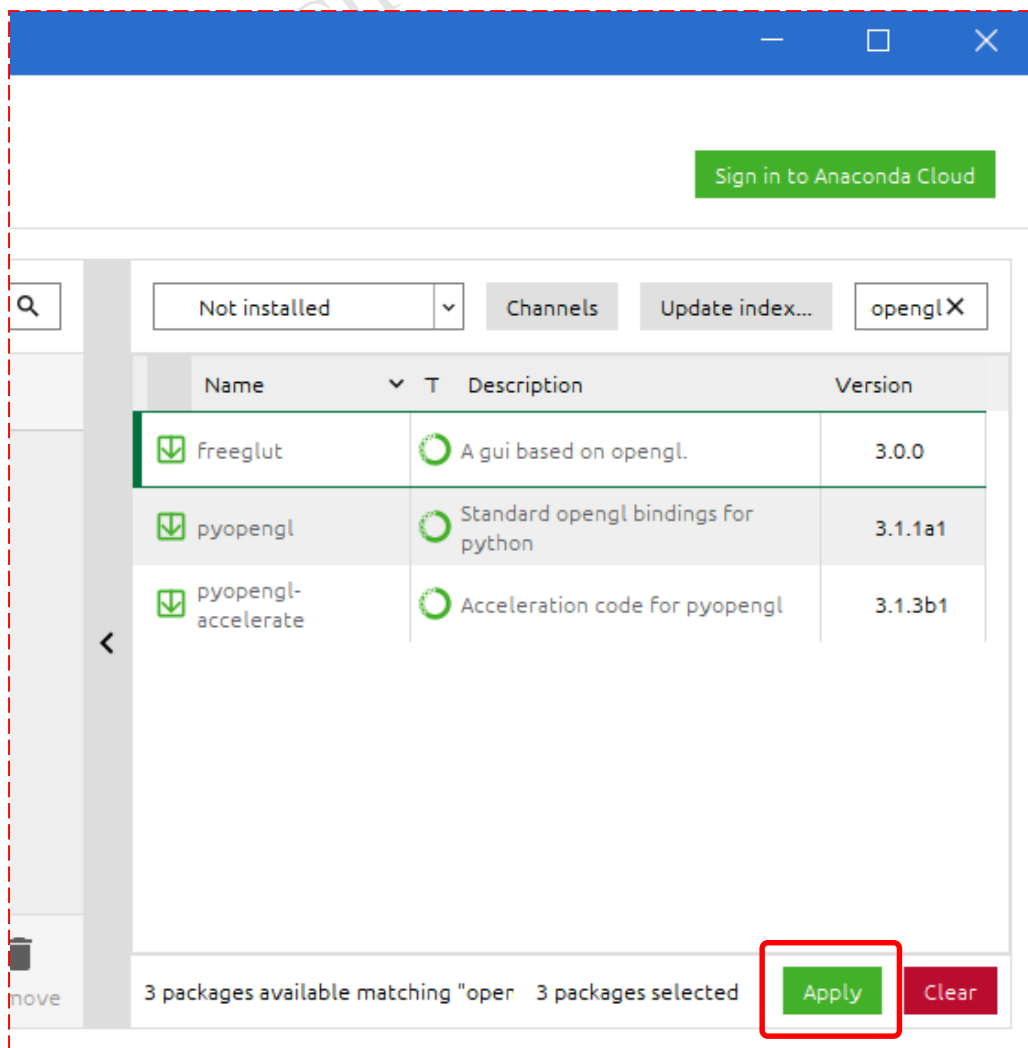 Sign in to Anaconda Cloud
Not installed
Channels
Update index...
opengl
Name
T
Description
Version
freeglut
A gui based on opengl.
3.0.0
pyopengl
Standard opengl bindings for
python
3.1.1a1
pyopengl-
accelerate
Acceleration code for pyopengl
3.1.3b1
move
3 packages available matching "open
3 packages selected
Apply
Clear